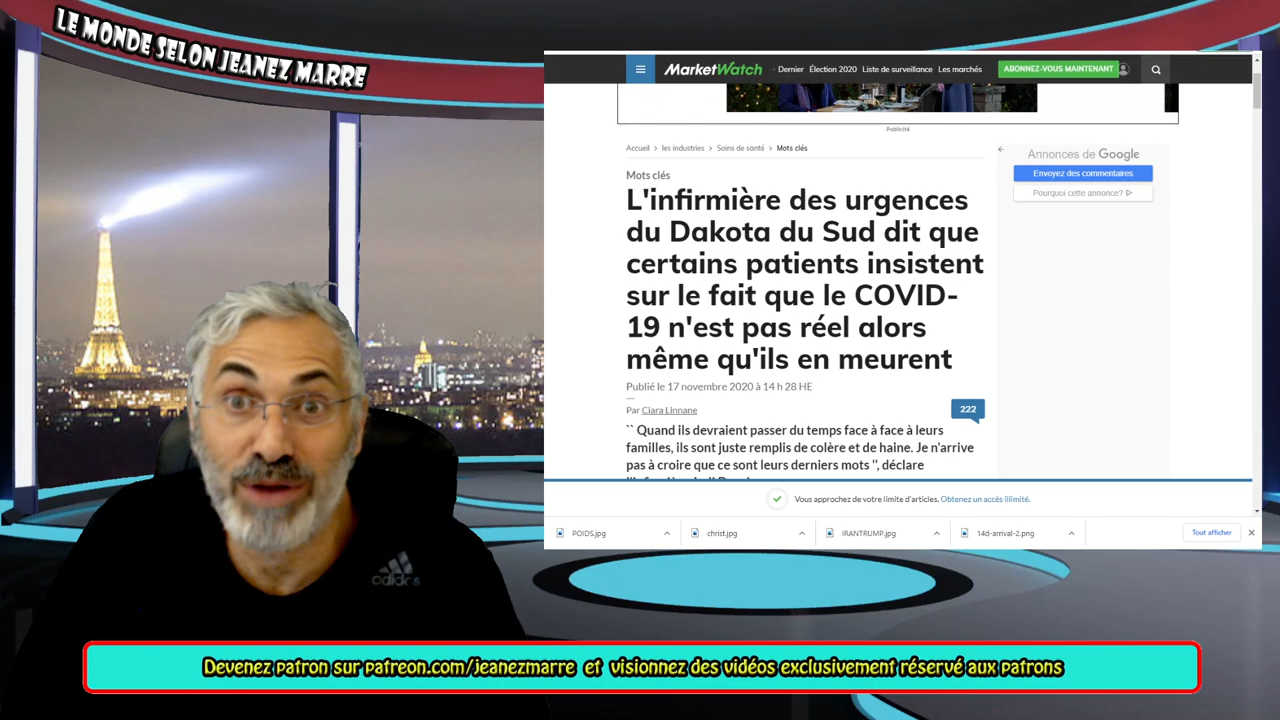 LE MONDE SELON JEANEZ MARRE
MarketWatch
Dernier Élection 2020 Liste de surveillance Les marchés
ABONNEZ-VOUS MAINTENANT
Publicité
Accueil > les industries > Soins de santé > Mots clés
Annonces de Google
Envoyez des commentaires
Pourquoi cette annonce?
Mots clés
L'infirmière des urgences
du Dakota du Sud dit que
certains patients insistent
sur le fait que le COVID-
19 n'est pas réel alors
même qu'ils en meurent
Publié le 17 novembre 2020 à 14 h 28 HE
Par Ciara Linnane
222
`` Quand ils devraient passer du temps face à face à leurs
familles, ils sont juste remplis de colère et de haine. Je n'arrive
pas à croire que ce sont leurs derniers mots '', déclare
Vous approchez de votre limite d'articles. Obtenez un accès illimité.
POIDS.jpg
christ.jpg
IRANTRUMP.jpg
14d-arrival-2.png
Tout afficher
adidas
Devenez patron sur patreon.com/jeanezmarre et visionnez des vidéos exclusivement réservé aux patrons